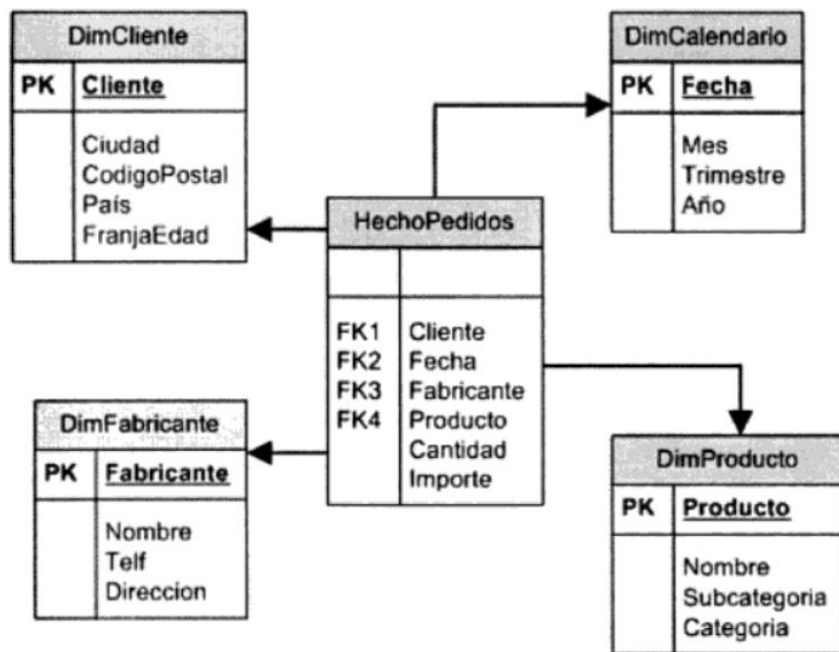 DimCliente
PK Cliente
Ciudad
CodigoPostal
País
FranjaEdad
DimCalendario
PK Fecha
Mes
Trimestre
Año
HechoPedidos
FK1 Cliente
FK2 Fecha
FK3 Fabricante
FK4 Producto
Cantidad
Importe
DimFabricante
PK Fabricante
Nombre
Telf
Direccion
DimProducto
PK Producto
Nombre
Subcategoria
Categoria